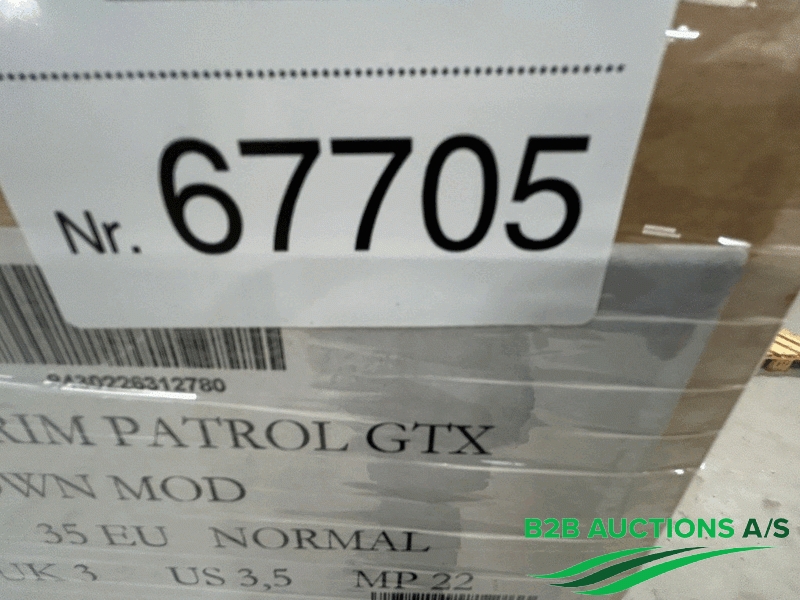 Nr. 67705
9430226312780
RIM PATROL GTX
OWN MOD
35 EU NORMAL
UK 3 US 3,5 MP 22
B2B AUCTIONS A/S